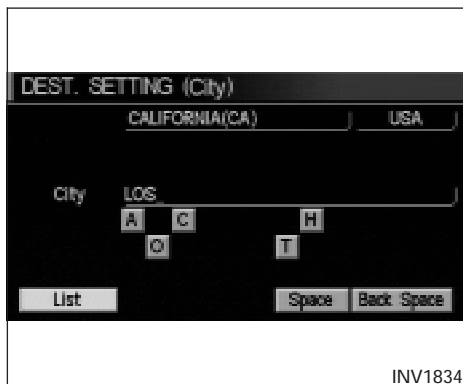 DEST. SETTING (City)
CALIFORNIA(CA) USA
City LOS_
A C H
O T
List Space Back Space
INV1834